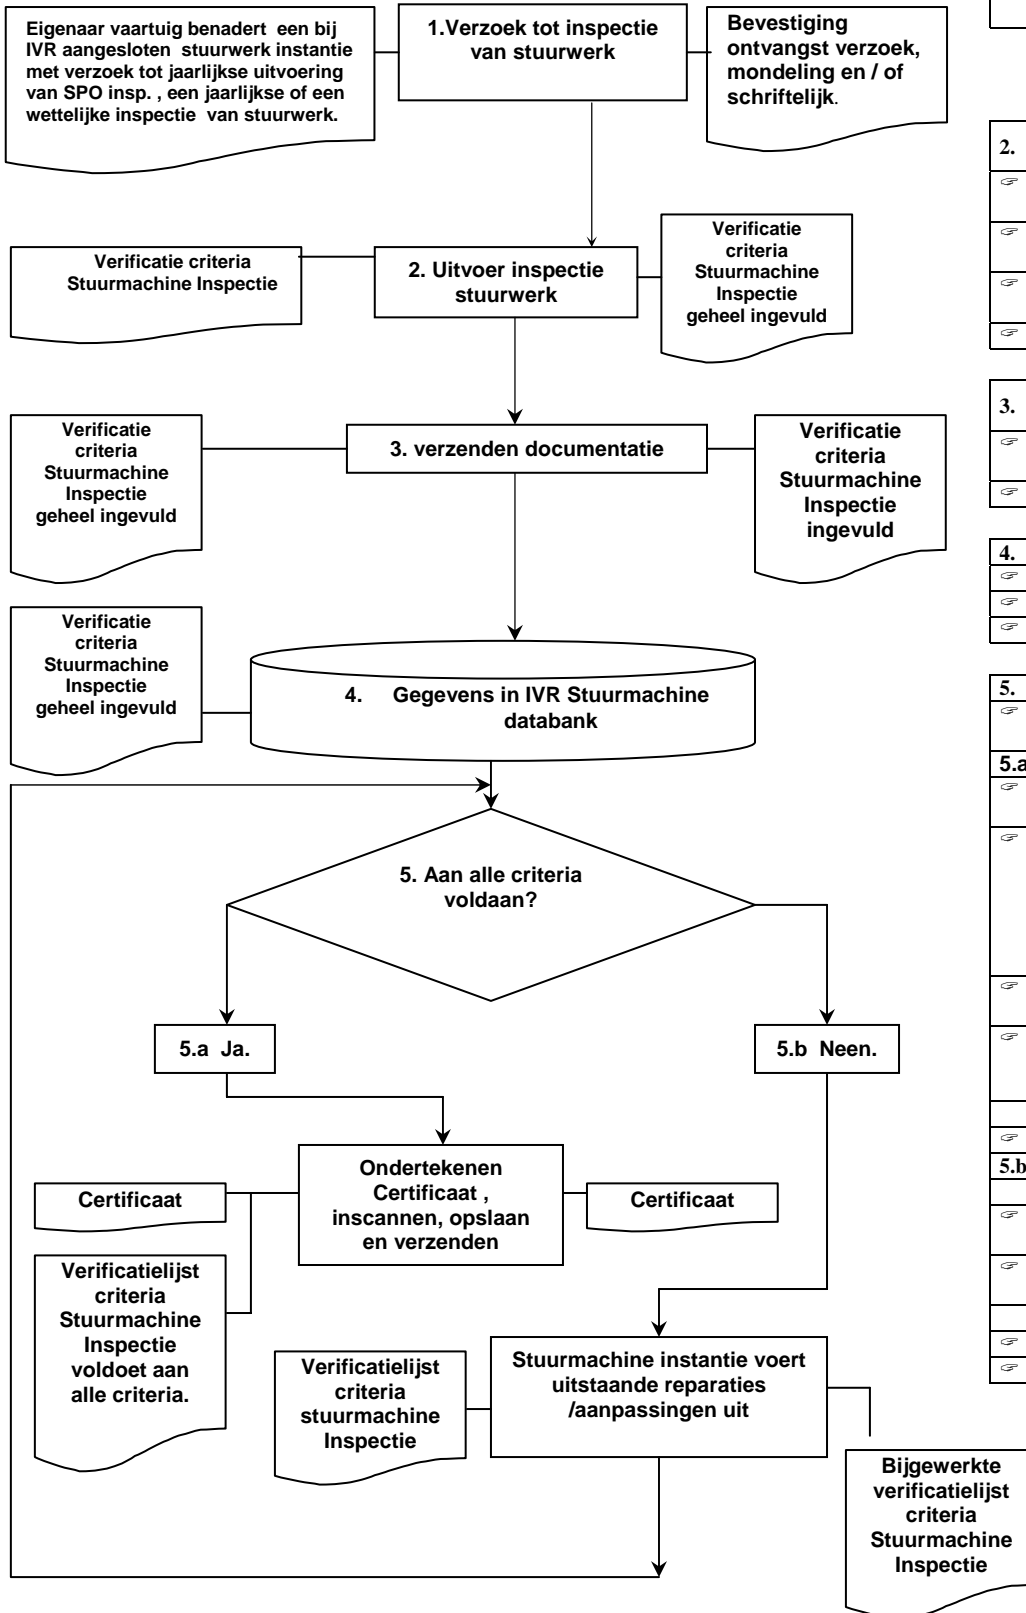 Eigenaar vaartuig benadert een bij
IVR aangesloten stuurwerk instantie
met verzoek tot jaarlijkse uitvoering
van SPO insp. , een jaarlijkse of een
wettelijke inspectie van stuurwerk.
1.Verzoek tot inspectie
van stuurwerk
Bevestiging
ontvangst verzoek,
mondeling en / of
schriftelijk.
Verificatie criteria
Stuurmachine Inspectie
2. Uitvoer inspectie
stuurwerk
Verificatie
criteria
Stuurmachine
Inspectie
geheel ingevuld
Verificatie
criteria
Stuurmachine
Inspectie
geheel ingevuld
3. verzenden documentatie
Verificatie
criteria
Stuurmachine
Inspectie
ingevuld
Verificatie
criteria
Stuurmachine
Inspectie
geheel ingevuld
4. Gegevens in IVR Stuurmachine
databank
5. Aan alle criteria
voldaan?
5.a Ja.
5.b Neen.
Certificaat
Ondertekenen
Certificaat ,
inscannen, opslaan
en verzenden
Certificaat
Verificatielijst
criteria
Stuurmachine
Inspectie
voldoet aan
alle criteria.
Verificatielijst
criteria
stuurmachine
Inspectie
Stuurmachine instantie voert
uitstaande reparaties
/aanpassingen uit
Bijgewerkte
verificatielijst
criteria
Stuurmachine
Inspectie
2.
3.
4.
5.
5.a
5.b